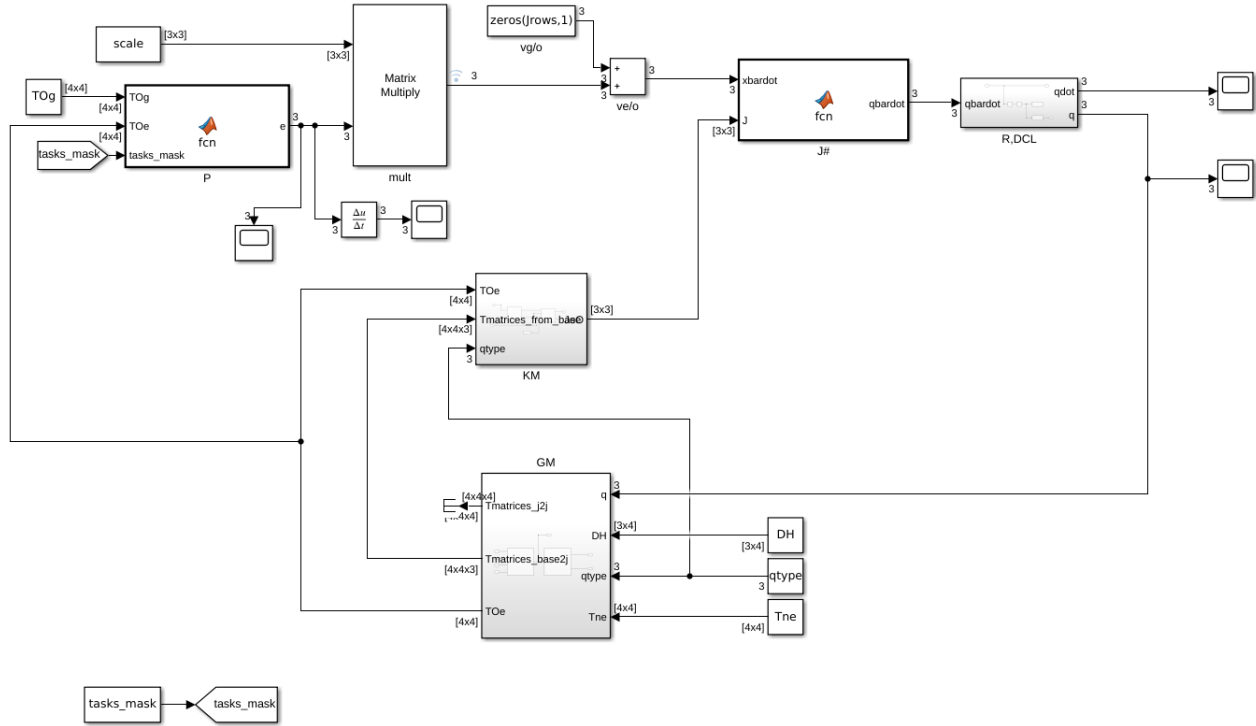 scale
[3x3]
[3x3]
Matrix
Multiply
mult
3
zeros(Jrows,1)
3
vg/o
+
3
+
3
ve/o
3
TOg
[4x4]
[4x4]
TOg
[4x4]
TOe
tasks_mask
tasks_mask
fcn
e
3
P
3
3
3
Δu
Δt
3
3
xbardot
3
J
[3x3]
fcn
qbardot
3
J#
3
qbardot
qdot
3
q
3
R,DCL
3
3
TOe
[4x4]
Tmatrices_from_base
[4x4x3]
qtype
3
[3x3]
KM
GM
[4x4x4]
Tmatrices_j2j
Tmatrices_base2j
[4x4x3]
TOe
[4x4]
q
3
DH
[3x4]
[3x4]
DH
qtype
3
3
qtype
Tne
[4x4]
[4x4]
Tne
tasks_mask
tasks_mask